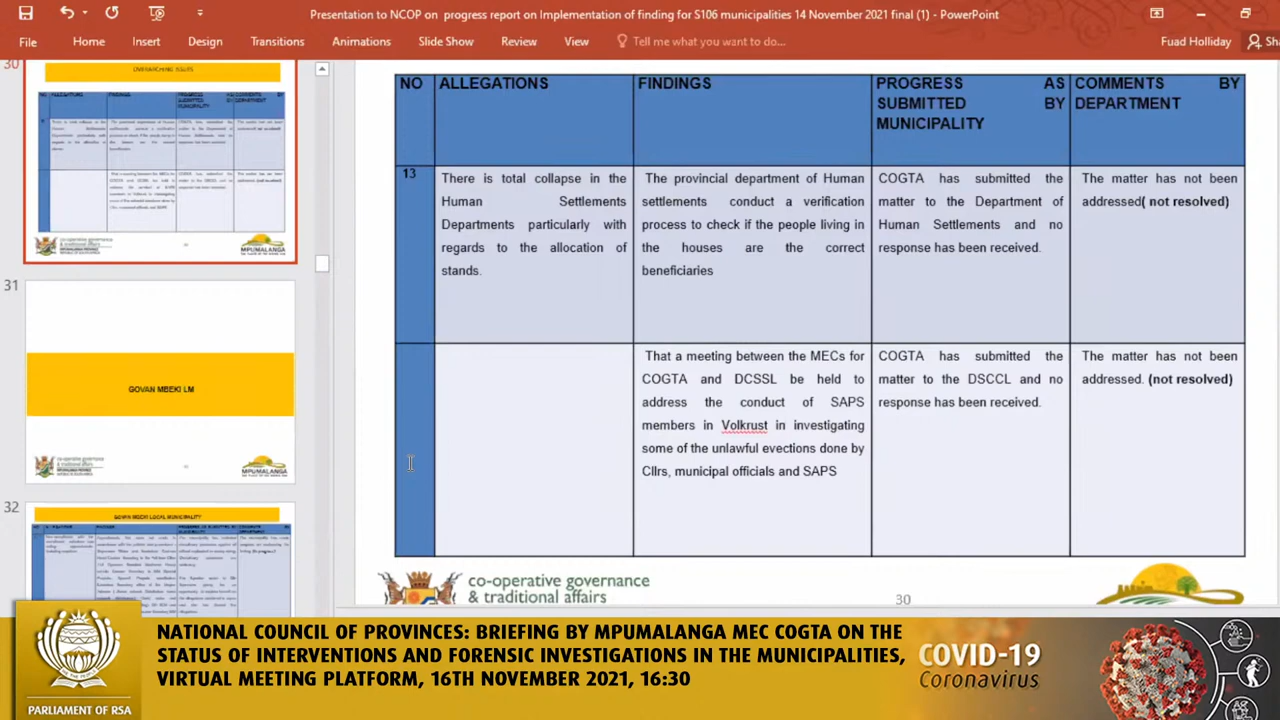 Presentation to NCOP on progress report on Implementation of finding for S106 municipalities 14 November 2021 final (1) - PowerPoint
File Home Insert Design Transitions Animations Slide Show Review View Tell me what you want to do... Fuad Holliday Sh
30
OVERARCHING ISSUES
31
GOVAN MBEKI LM
32
GOVAN MBEKI LOCAL MUNICIPALITY
NO
ALLEGATIONS
FINDINGS
PROGRESS AS
SUBMITTED BY
MUNICIPALITY
COMMENTS BY
DEPARTMENT
13
There is total collapse in the
Human Settlements
Departments particularly with
regards to the allocation of
stands.
The provincial department of human
settlements conduct a verification
process to check if the people living in
the houses are the correct
beneficiaries
COGTA has submitted the
matter to the Department of
Human Settlements and no
response has been received.
The matter has not been
addressed( not resolved)
That a meeting between the MECs for
COGTA and DCSSL be held to
address the conduct of SAPS
members in Volkrust in investigating
some of the unlawful evections done by
Cllrs, municipal officials and SAPS
COGTA has submitted the
matter to the DSCCL and no
response has been received.
The matter has not been
addressed. (not resolved)
co-operative governance
& traditional affairs
30
PARLIAMENT OF RSA
NATIONAL COUNCIL OF PROVINCES: BRIEFING BY MPUMALANGA MEC COGTA ON THE
STATUS OF INTERVENTIONS AND FORENSIC INVESTIGATIONS IN THE MUNICIPALITIES,
VIRTUAL MEETING PLATFORM, 16TH NOVEMBER 2021, 16:30
COVID-19
Coronavirus